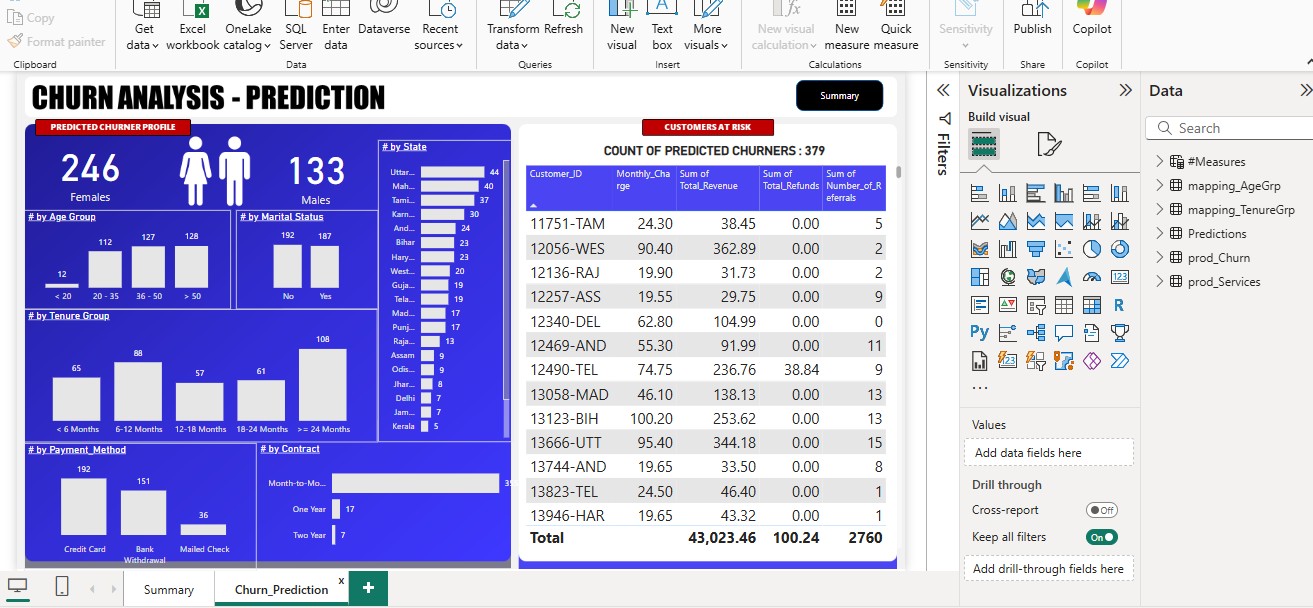 Copy
Format painter
Clipboard
Get data
Excel workbook
OneLake catalog
SQL Server
Enter data
Dataverse
Recent sources
Data
Transform data
Refresh
Queries
New visual
Text box
More visuals
Insert
New visual calculation
New measure
Quick measure
Calculations
Sensitivity
Sensitivity
Publish
Share
Copilot
Copilot
CHURN ANALYSIS - PREDICTION
Summary
PREDICTED CHURNER PROFILE
246
Females
133
Males
# by Age Group
12
112
127
128
< 20
20 - 35
36 - 50
> 50
# by Marital Status
192
187
No
Yes
# by Tenure Group
65
88
57
61
108
< 6 Months
6-12 Months
12-18 Months
18-24 Months
>= 24 Months
# by Payment_Method
192
151
36
Credit Card
Bank Withdrawal
Mailed Check
# by Contract
Month-to-Mo...
One Year 17
Two Year 7
# by State
Uttar... 44
Mah... 40
Tami... 37
Karn... 30
And... 24
Bihar 23
Hary... 23
West... 20
Guja... 19
Tela... 19
Mad... 17
Punj... 17
Raja... 13
Assam 9
Odis... 9
Jhar... 8
Delhi 7
Jam... 7
Kerala 5
CUSTOMERS AT RISK
COUNT OF PREDICTED CHURNERS : 379
Customer_ID Monthly_Charge Sum of Total_Revenue Sum of Total_Refunds Sum of Number_of_Referrals
11751-TAM 24.30 38.45 0.00 5
12056-WES 90.40 362.89 0.00 2
12136-RAJ 19.90 31.73 0.00 2
12257-ASS 19.55 29.75 0.00 9
12340-DEL 62.80 104.99 0.00 0
12469-AND 55.30 91.99 0.00 11
12490-TEL 74.75 236.76 38.84 9
13058-MAD 46.10 138.13 0.00 13
13123-BIH 100.20 253.62 0.00 13
13666-UTT 95.40 344.18 0.00 15
13744-AND 19.65 33.50 0.00 8
13823-TEL 24.50 46.40 0.00 1
13946-HAR 19.65 43.32 0.00 1
Total 43,023.46 100.24 2760
Filters
Visualizations
Build visual
123
R
Py
123
...
Values
Add data fields here
Drill through
Cross-report
Off
Keep all filters
On
Add drill-through fields here
Data
Search
#Measures
mapping_AgeGrp
mapping_TenureGrp
Predictions
prod_Churn
prod_Services
Summary
Churn_Prediction x
+